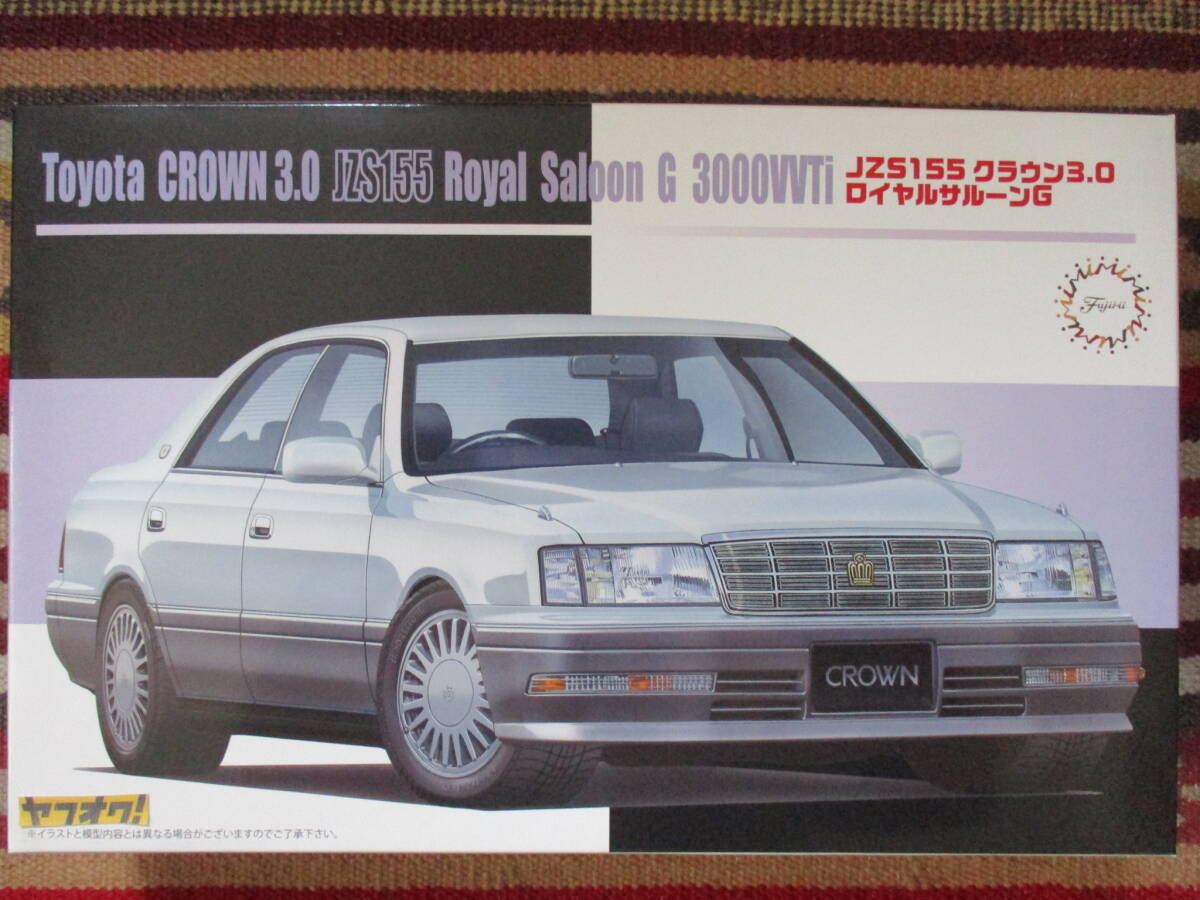 Toyota CROWN 3.0 JZS155 Royal Saloon G 3000VVTi
JZS155 クラウン3.0
ロイヤルサルーンG
Fujimi
CROWN
ヤフオク!
※イラストと模型内容とは異なる場合がございますのでご了承下さい。